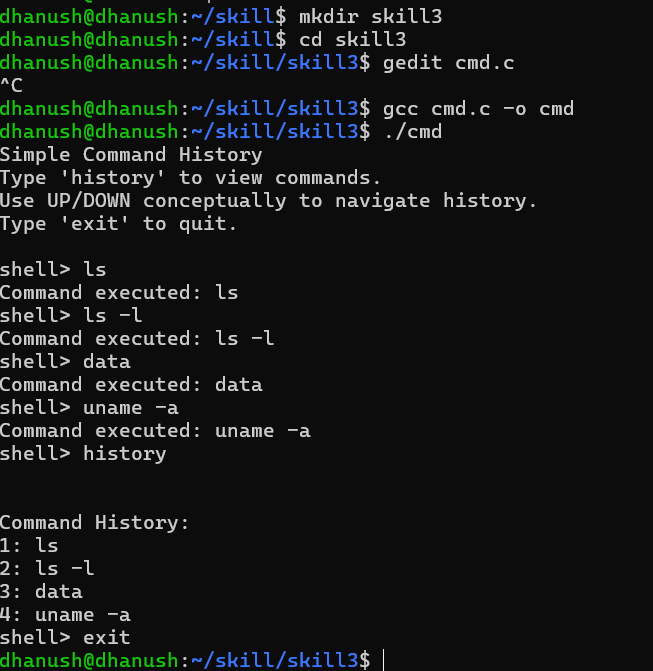 dhanush@dhanush:~/skill$ mkdir skill3
dhanush@dhanush:~/skill$ cd skill3
dhanush@dhanush:~/skill/skill3$ gedit cmd.c
^C
dhanush@dhanush:~/skill/skill3$ gcc cmd.c -o cmd
dhanush@dhanush:~/skill/skill3$ ./cmd
Simple Command History
Type 'history' to view commands.
Use UP/DOWN conceptually to navigate history.
Type 'exit' to quit.
shell> ls
Command executed: ls
shell> ls -l
Command executed: ls -l
shell> data
Command executed: data
shell> uname -a
Command executed: uname -a
shell> history
Command History:
1: ls
2: ls -l
3: data
4: uname -a
shell> exit
dhanush@dhanush:~/skill/skill3$